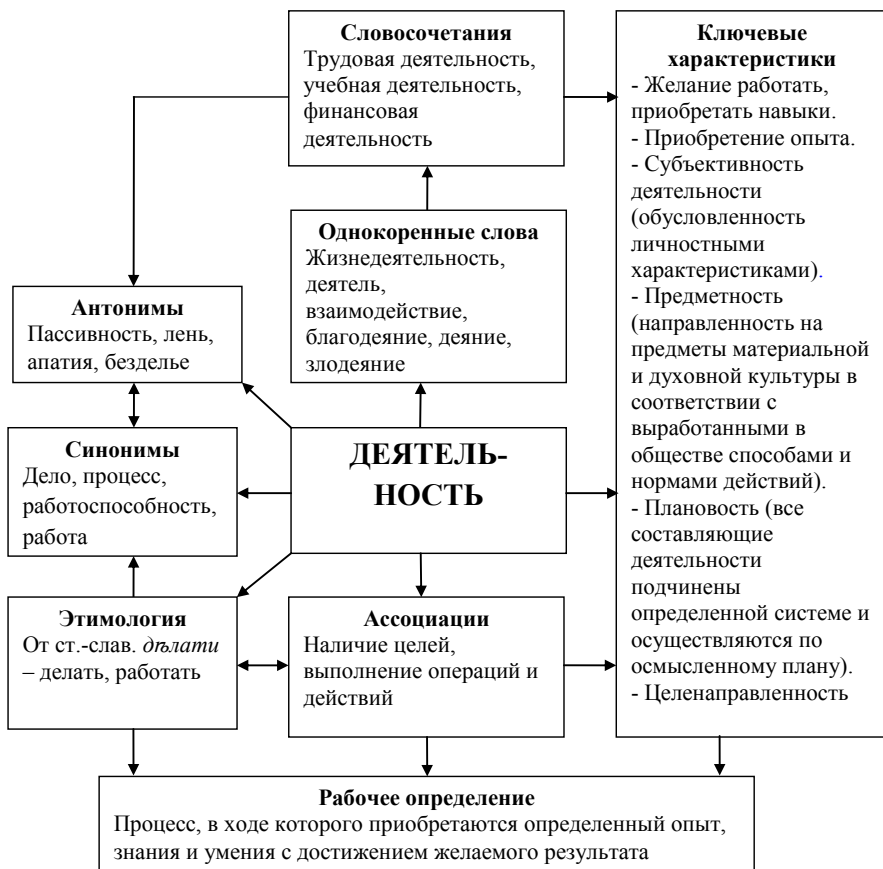 Словосочетания
Трудовая деятельность,
учебная деятельность,
финансовая
деятельность
Ключевые
характеристики
- Желание работать,
приобретать навыки.
- Приобретение опыта.
- Субъективность
деятельности
(обусловленность
личностными
характеристиками).
- Предметность
(направленность на
предметы материальной
и духовной культуры в
соответствии с
выработанными в
обществе способами и
нормами действий).
- Плановость (все
составляющие
деятельности
подчинены
определенной системе и
осуществляются по
осмысленному плану).
- Целенаправленность
Однокоренные слова
Жизнедеятельность,
деятель,
взаимодействие,
благодеяние, деяние,
злодеяние
Антонимы
Пассивность, лень,
апатия, безделье
Синонимы
Дело, процесс,
работоспособность,
работа
ДЕЯТЕЛЬ-
НОСТЬ
Этимология
От ст.-слав. дѣлати
– делать, работать
Ассоциации
Наличие целей,
выполнение операций и
действий
Рабочее определение
Процесс, в ходе которого приобретаются определенный опыт,
знания и умения с достижением желаемого результата